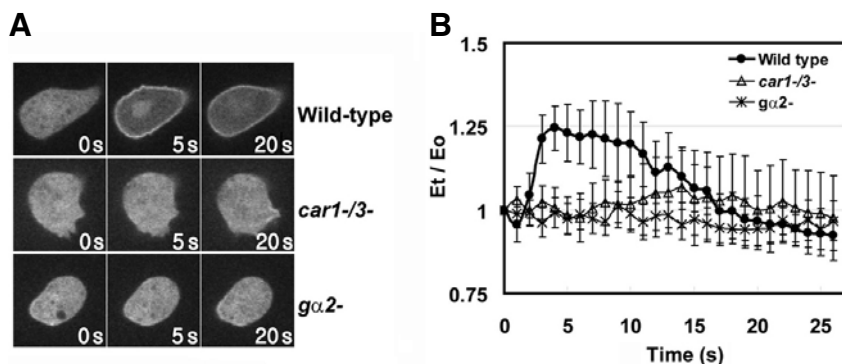 A
0s
5s
20s
Wild-type
0s
5s
20s
car1-/3-
0s
5s
20s
gα2-
B
Et / Eo
1.5
1.25
1
0.75
Wild type
car1-/3-
gα2-
0
5
10
15
20
25
Time (s)